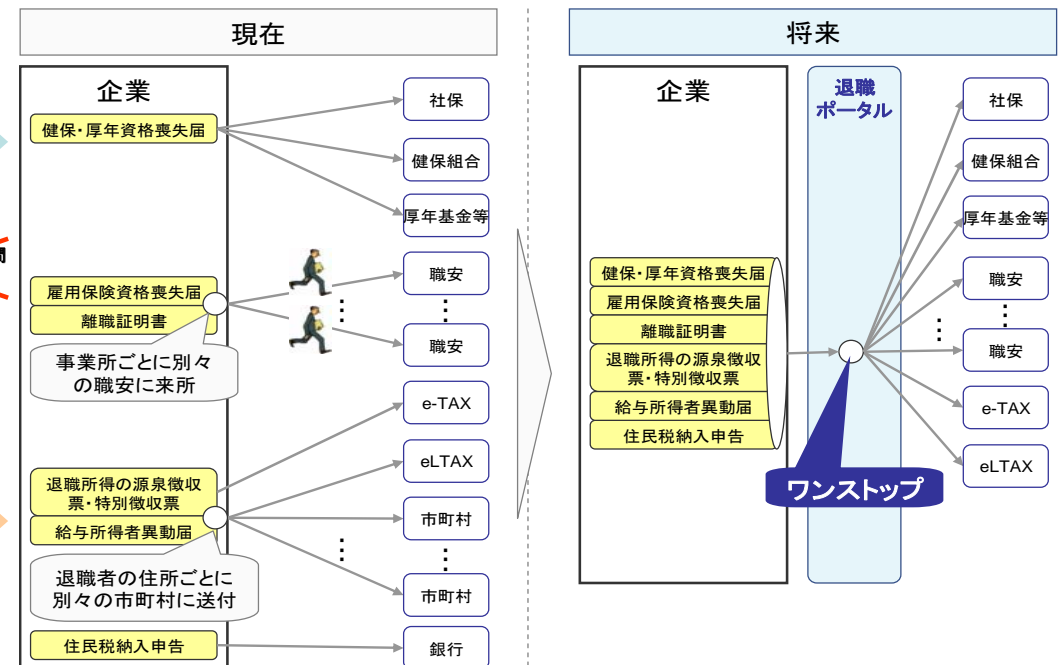 現在
企業
健保・厚年資格喪失届
社保
健保組合
厚年基金等
雇用保険資格喪失届
離職証明書
事業所ごとに別々
の職安に来所
職安
⋮
⋮
職安
退職所得の源泉徴収
票・特別徴収票
給与所得者異動届
退職者の住所ごとに
別々の市町村に送付
e-TAX
eLTAX
市町村
⋮
⋮
市町村
住民税納入申告
銀行
将来
企業
退職
ポータル
健保・厚年資格喪失届
雇用保険資格喪失届
離職証明書
退職所得の源泉徴収
票・特別徴収票
給与所得者異動届
住民税納入申告
ワンストップ
社保
健保組合
厚年基金等
職安
⋮
⋮
職安
e-TAX
eLTAX